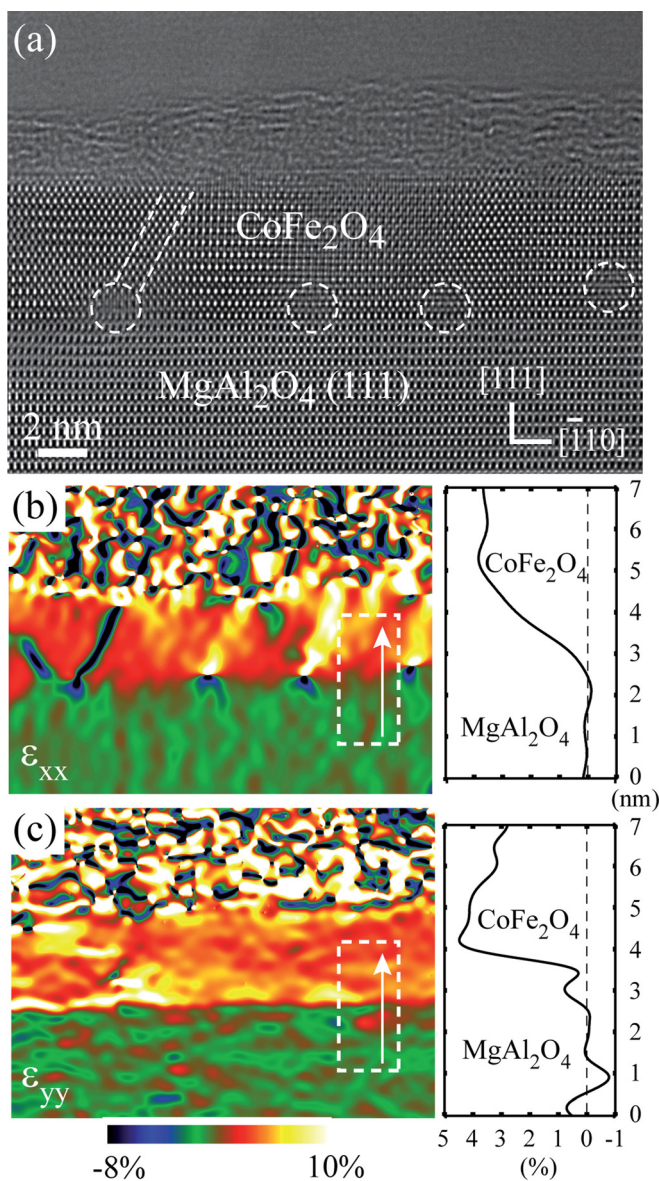 (a)
CoFe₂O₄
MgAl₂O₄ (111)
[111]
[1̅10]
2 nm
(b)
εxx
7
6
5
4
3
2
1
0
CoFe₂O₄
MgAl₂O₄
(nm)
(c)
εyy
7
6
5
4
3
2
1
0
CoFe₂O₄
MgAl₂O₄
5 4 3 2 1 0 -1
(%)
-8% 10%